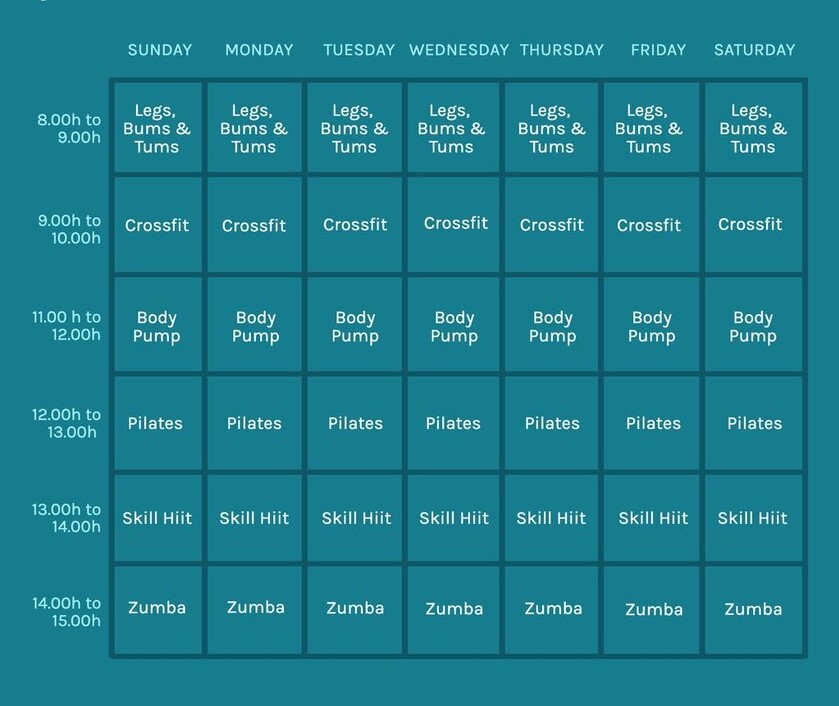 SUNDAY MONDAY TUESDAY WEDNESDAY THURSDAY FRIDAY SATURDAY
8.00h to 9.00h Legs, Bums & Tums Legs, Bums & Tums Legs, Bums & Tums Legs, Bums & Tums Legs, Bums & Tums Legs, Bums & Tums Legs, Bums & Tums
9.00h to 10.00h Crossfit Crossfit Crossfit Crossfit Crossfit Crossfit Crossfit
11.00 h to 12.00h Body Pump Body Pump Body Pump Body Pump Body Pump Body Pump Body Pump
12.00h to 13.00h Pilates Pilates Pilates Pilates Pilates Pilates Pilates
13.00h to 14.00h Skill Hiit Skill Hiit Skill Hiit Skill Hiit Skill Hiit Skill Hiit Skill Hiit
14.00h to 15.00h Zumba Zumba Zumba Zumba Zumba Zumba Zumba